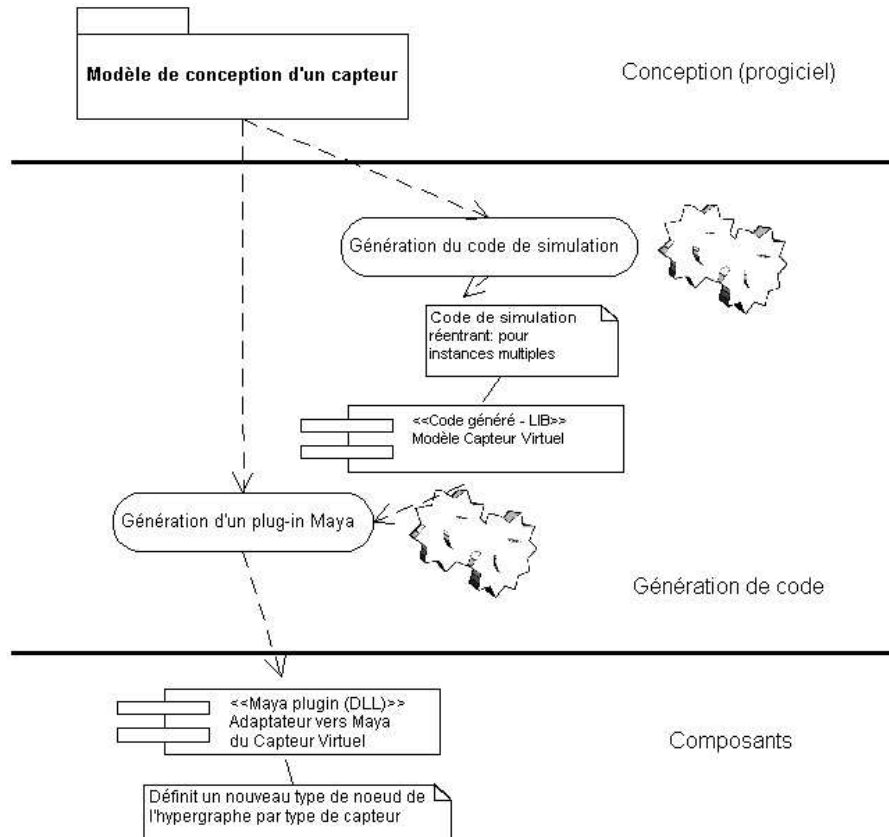 Modèle de conception d'un capteur
Conception (progiciel)
Génération du code de simulation
Code de simulation
réentrant: pour
instances multiples
<<Code généré - LIB>>
Modèle Capteur Virtuel
Génération d'un plug-in Maya
Génération de code
<<Maya plugin (DLL)>>
Adaptateur vers Maya
du Capteur Virtuel
Composants
Définit un nouveau type de noeud de
l'hypergraphe par type de capteur